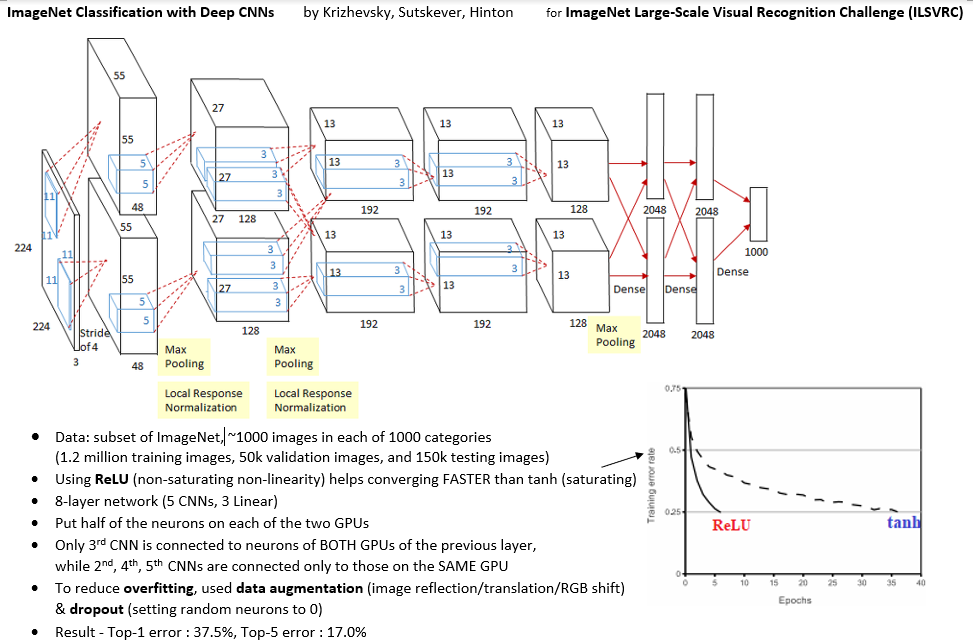 ImageNet Classification with Deep CNNs by Krizhevsky, Sutskever, Hinton for ImageNet Large-Scale Visual Recognition Challenge (ILSVRC)
55
27
13 13 13
55
5
5
48
3
27 3
3
13 3
3
13 3
3
13
11
11
27 128
192 192 128
2048 2048
55
13 13 13
224
11
11
55
5
5
3
3
27 3
3
13 3
3
3
3
13
13
1000
Dense
Dense Dense
224
Stride
of 4
3
48
128
192 192 128
2048 2048
Max
Pooling
Max
Pooling
Max
Pooling
Local Response
Normalization
Local Response
Normalization
• Data: subset of ImageNet, ~1000 images in each of 1000 categories
(1.2 million training images, 50k validation images, and 150k testing images)
• Using ReLU (non-saturating non-linearity) helps converging FASTER than tanh (saturating)
• 8-layer network (5 CNNs, 3 Linear)
• Put half of the neurons on each of the two GPUs
• Only 3rd CNN is connected to neurons of BOTH GPUs of the previous layer,
while 2nd, 4th, 5th CNNs are connected only to those on the SAME GPU
• To reduce overfitting, used data augmentation (image reflection/translation/RGB shift)
& dropout (setting random neurons to 0)
• Result - Top-1 error : 37.5%, Top-5 error : 17.0%
Training error rate
0.75
0.5
0.25
0
ReLU
tanh
0 5 10 15 20 25 30 35 40
Epochs